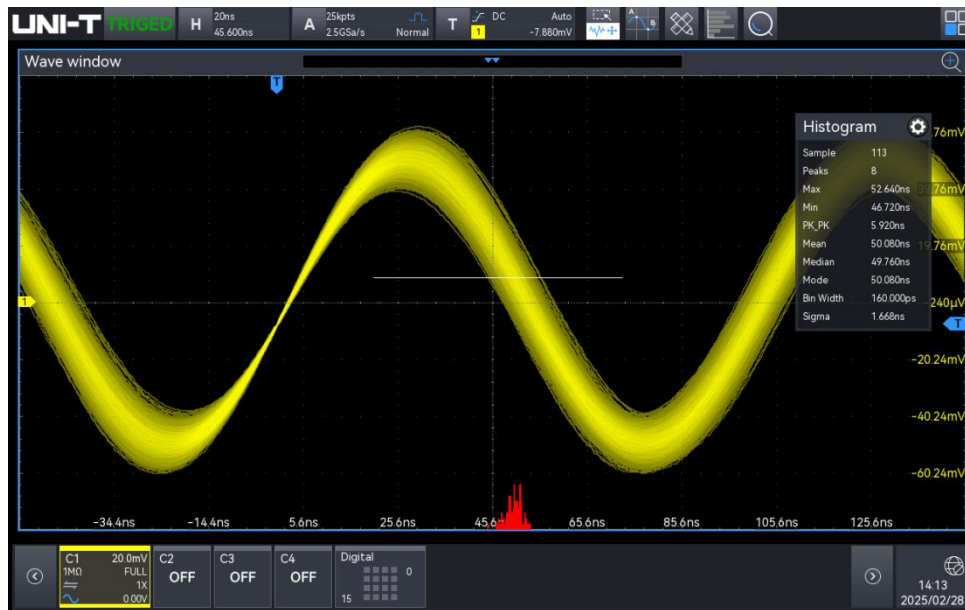 UNI-T TRIGED H 20ns 45.600ns A 25kpts 2.5GSa/s Normal T DC Auto 1 -7.880mV
Wave window
T
A
B
Histogram
Sample 113
Peaks 8
Max 52.640ns
Min 46.720ns
PK_PK 5.920ns
Mean 50.080ns
Median 49.760ns
Mode 50.080ns
Bin Width 160.000ps
Sigma 1.668ns
19.76mV
1
T
-20.24mV
-40.24mV
-60.24mV
-34.4ns -14.4ns 5.6ns 25.6ns 65.6ns 85.6ns 105.6ns 125.6ns
C1 20.0mV
1MΩ FULL
1X
0.00V
C2 OFF
C3 OFF
C4 OFF
Digital
0
15
14:13
2025/02/28